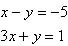 x − y = −5
3x + y = 1